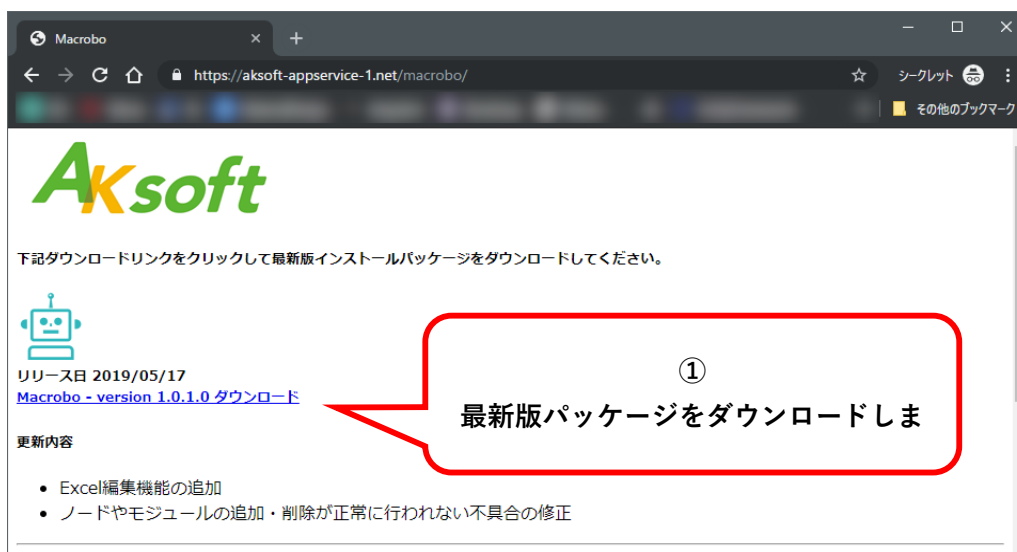 Macrobo
https://aksoft-appservice-1.net/macrobo/
シークレット
その他のブックマーク
AKsoft
下記ダウンロードリンクをクリックして最新版インストールパッケージをダウンロードしてください。
リリース日 2019/05/17
Macrobo - version 1.0.1.0 ダウンロード
①
最新版パッケージをダウンロードしま
更新内容
• Excel編集機能の追加
• ノードやモジュールの追加・削除が正常に行われない不具合の修正